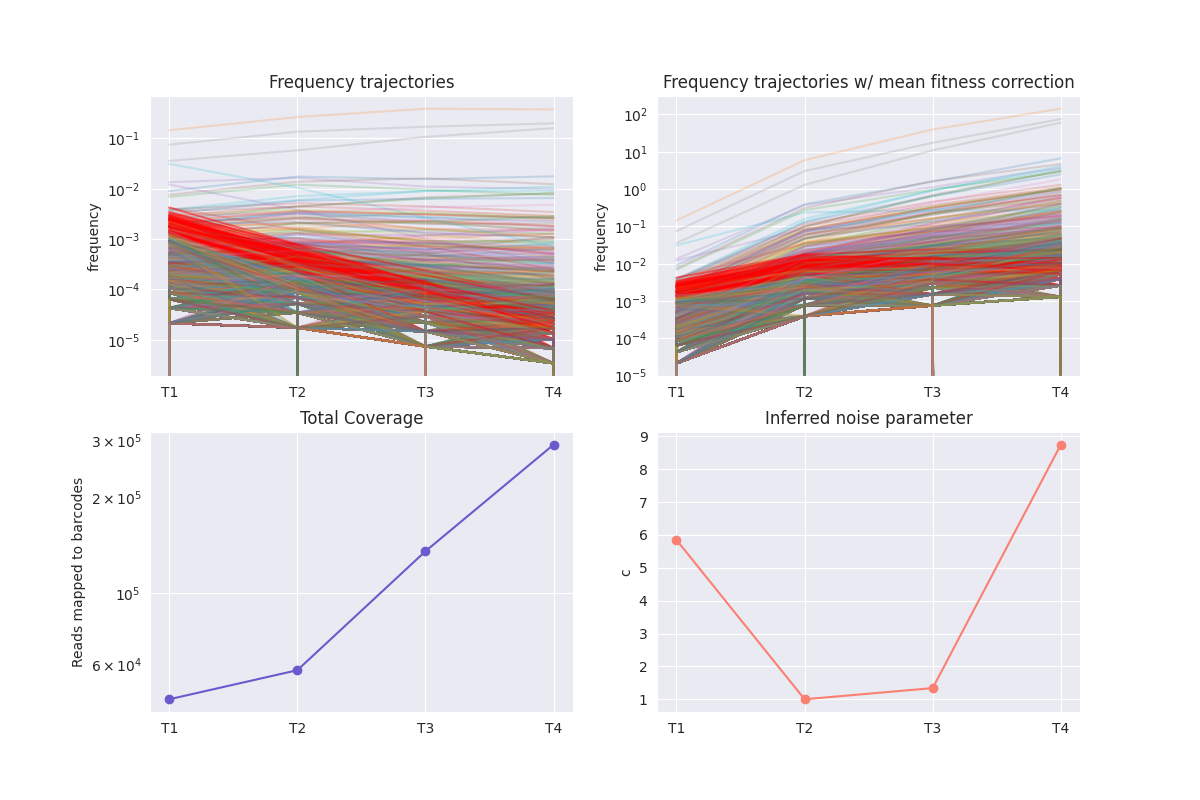 Frequency trajectories
frequency
10⁻¹
10⁻²
10⁻³
10⁻⁴
10⁻⁵
T1 T2 T3 T4
Frequency trajectories w/ mean fitness correction
frequency
10²
10¹
10⁰
10⁻¹
10⁻²
10⁻³
10⁻⁴
10⁻⁵
T1 T2 T3 T4
Total Coverage
Reads mapped to barcodes
3 × 10⁵
2 × 10⁵
10⁵
6 × 10⁴
T1 T2 T3 T4
Inferred noise parameter
c
9
8
7
6
5
4
3
2
1
T1 T2 T3 T4